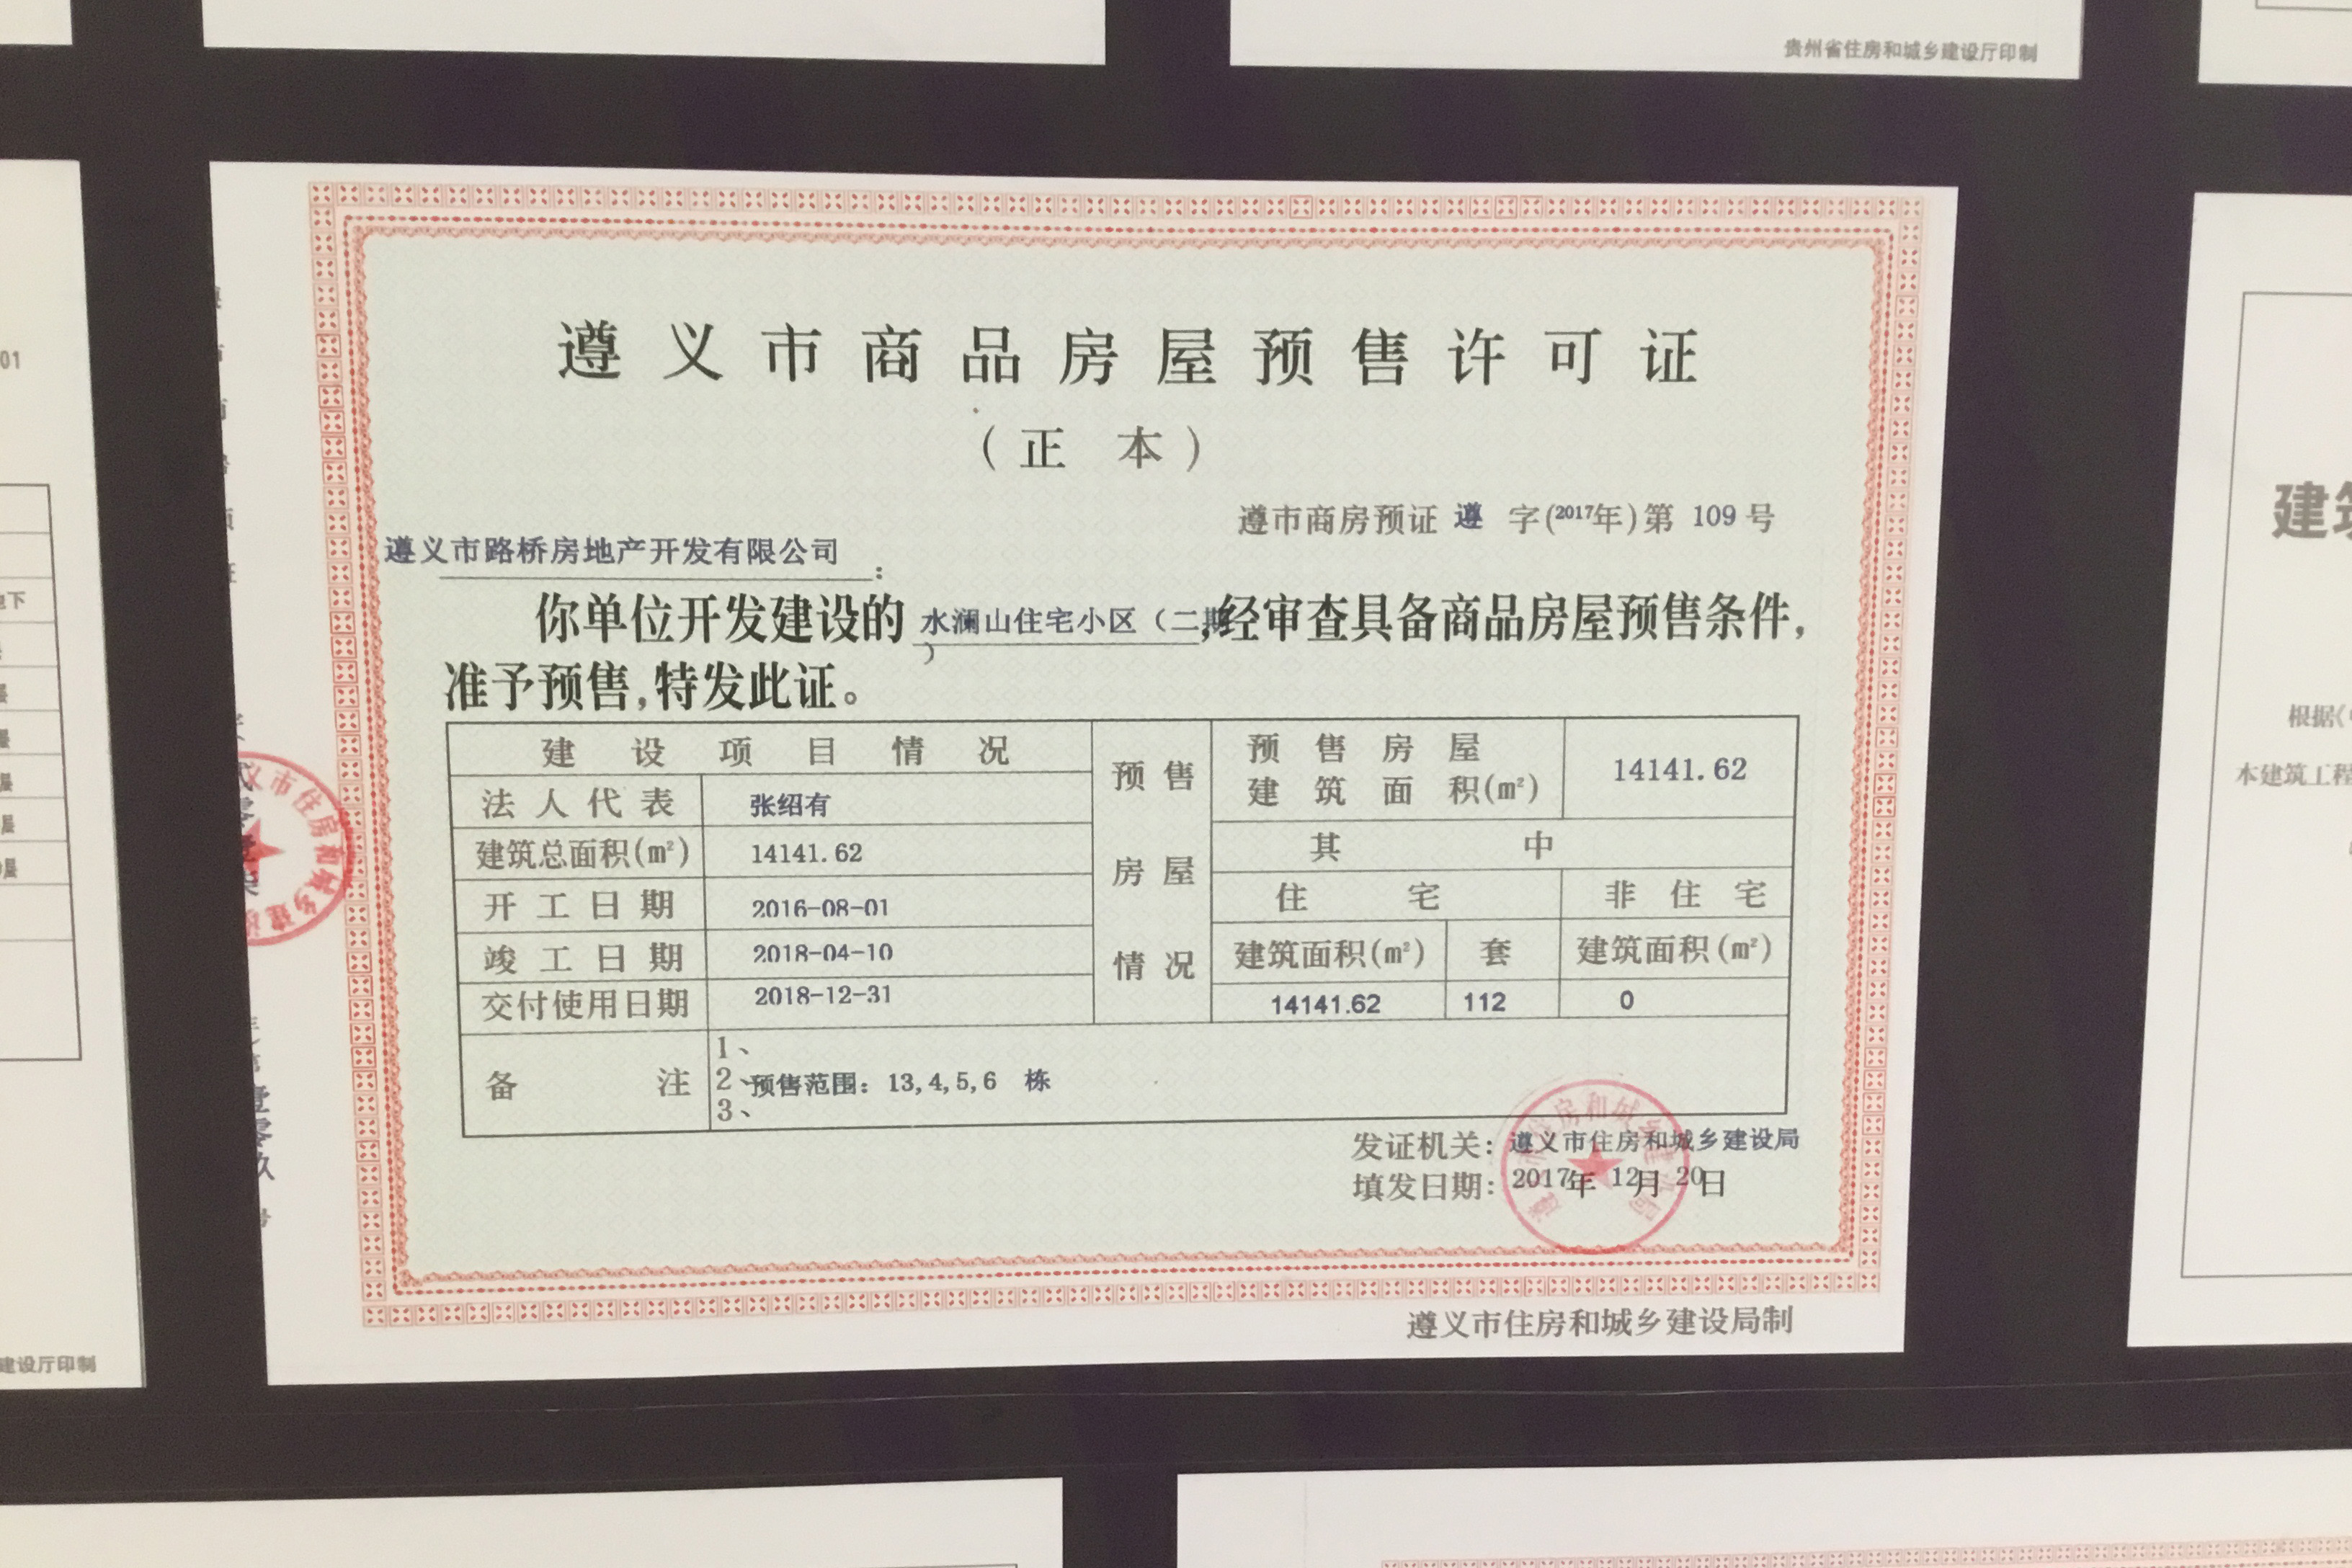 贵州省住房和城乡建设厅印制
01
遵义市商品房屋预售许可证
（正 本）
遵市商房预证 遵 字(2017年)第 109 号
遵义市路桥房地产开发有限公司：
你单位开发建设的 水澜山住宅小区（二期），经审查具备商品房屋预售条件，
准予预售，特发此证。
建设项目情况
法人代表 张绍有
建筑总面积(m²) 14141.62
开工日期 2016-08-01
竣工日期 2018-04-10
交付使用日期 2018-12-31
预售房屋情况
预售房屋建筑面积(m²) 14141.62
其中
住宅 非住宅
建筑面积(m²) 套 建筑面积(m²)
14141.62 112 0
备注
1、
2、预售范围：13,4,5,6 栋
3、
发证机关：遵义市住房和城乡建设局
填发日期：2017年 12月 20日
遵义市住房和城乡建设局制
建设厅印制
根据
本建筑工程